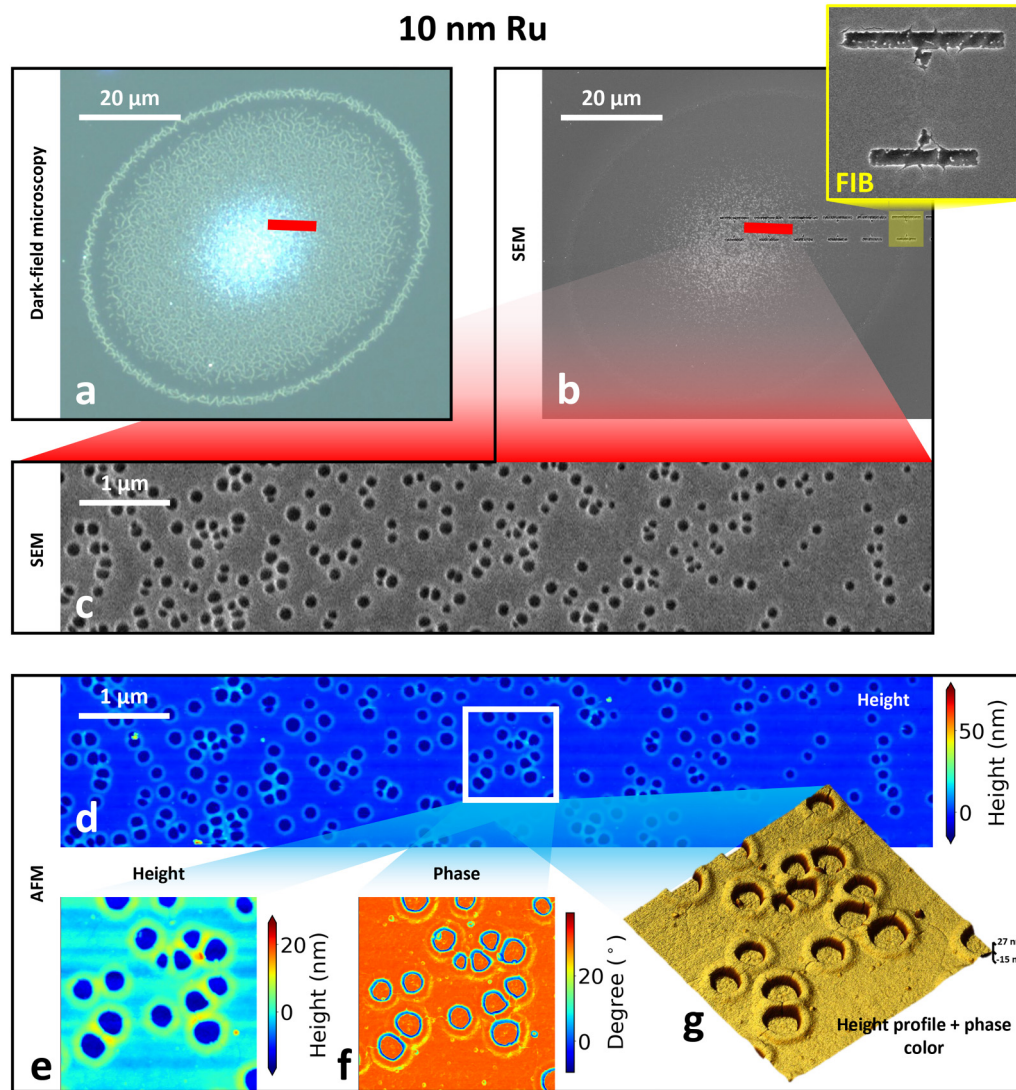 10 nm Ru
20 µm
Dark-field microscopy
a
20 µm
SEM
b
FIB
1 µm
SEM
c
1 µm
Height
50
0
Height (nm)
d
AFM
Height
20
0
Height (nm)
e
Phase
20
0
Degree (°)
f
g
Height profile + phase
color